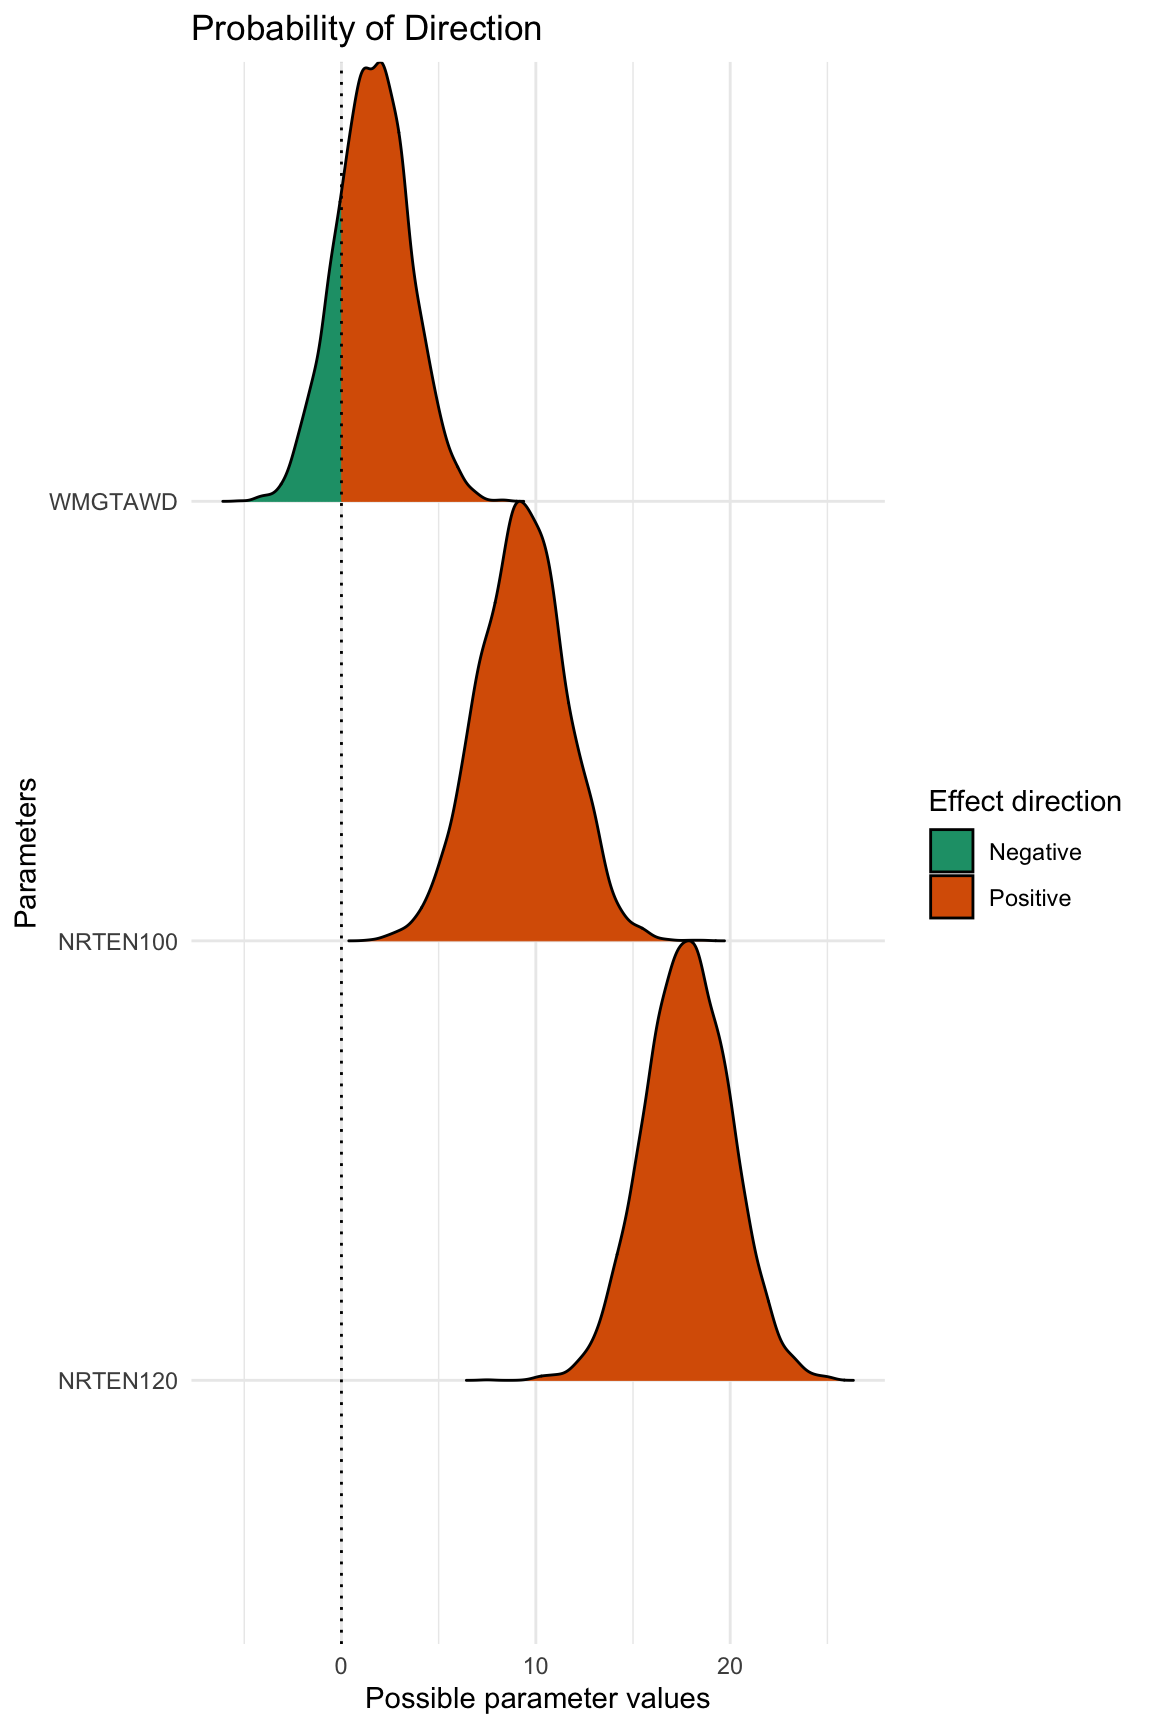 Probability of Direction
WMGTAWD
NRTEN100
NRTEN120
Parameters
0 10 20
Possible parameter values
Effect direction
Negative
Positive